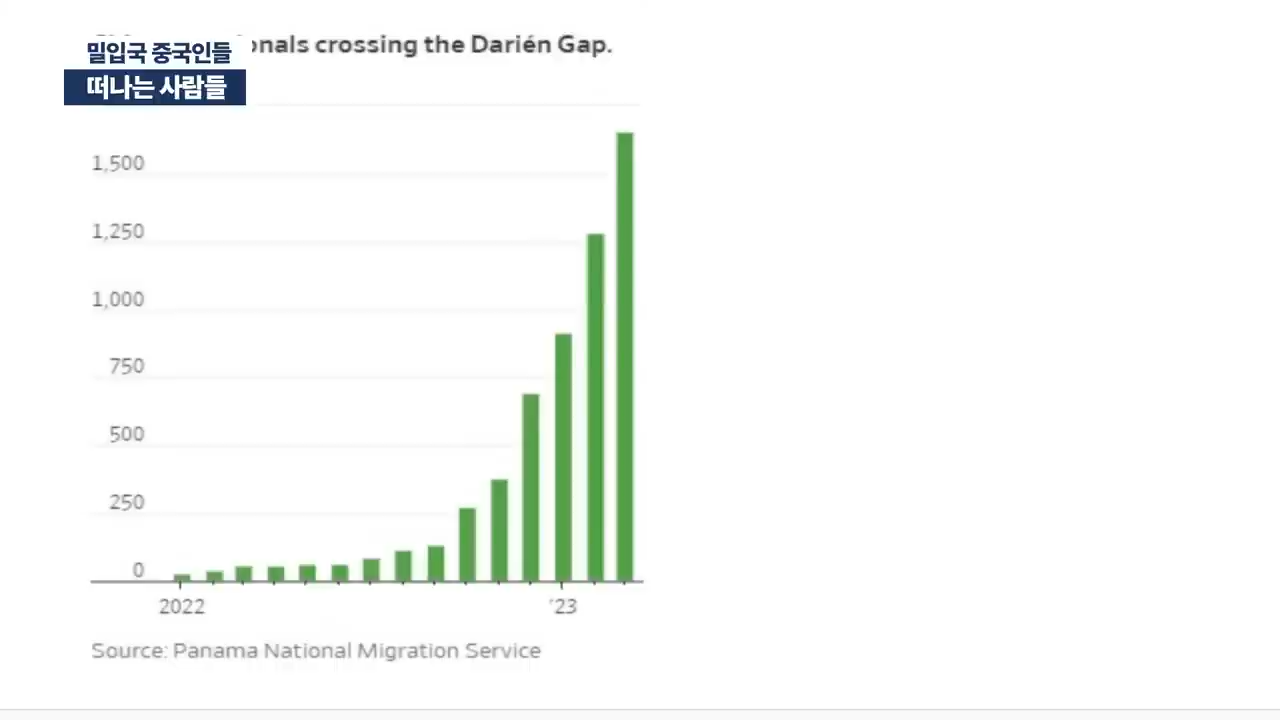 onals crossing the Darién Gap.
밀입국 중국인들
떠나는 사람들
1,500
1,250
1,000
750
500
250
0
2022
'23
Source: Panama National Migration Service